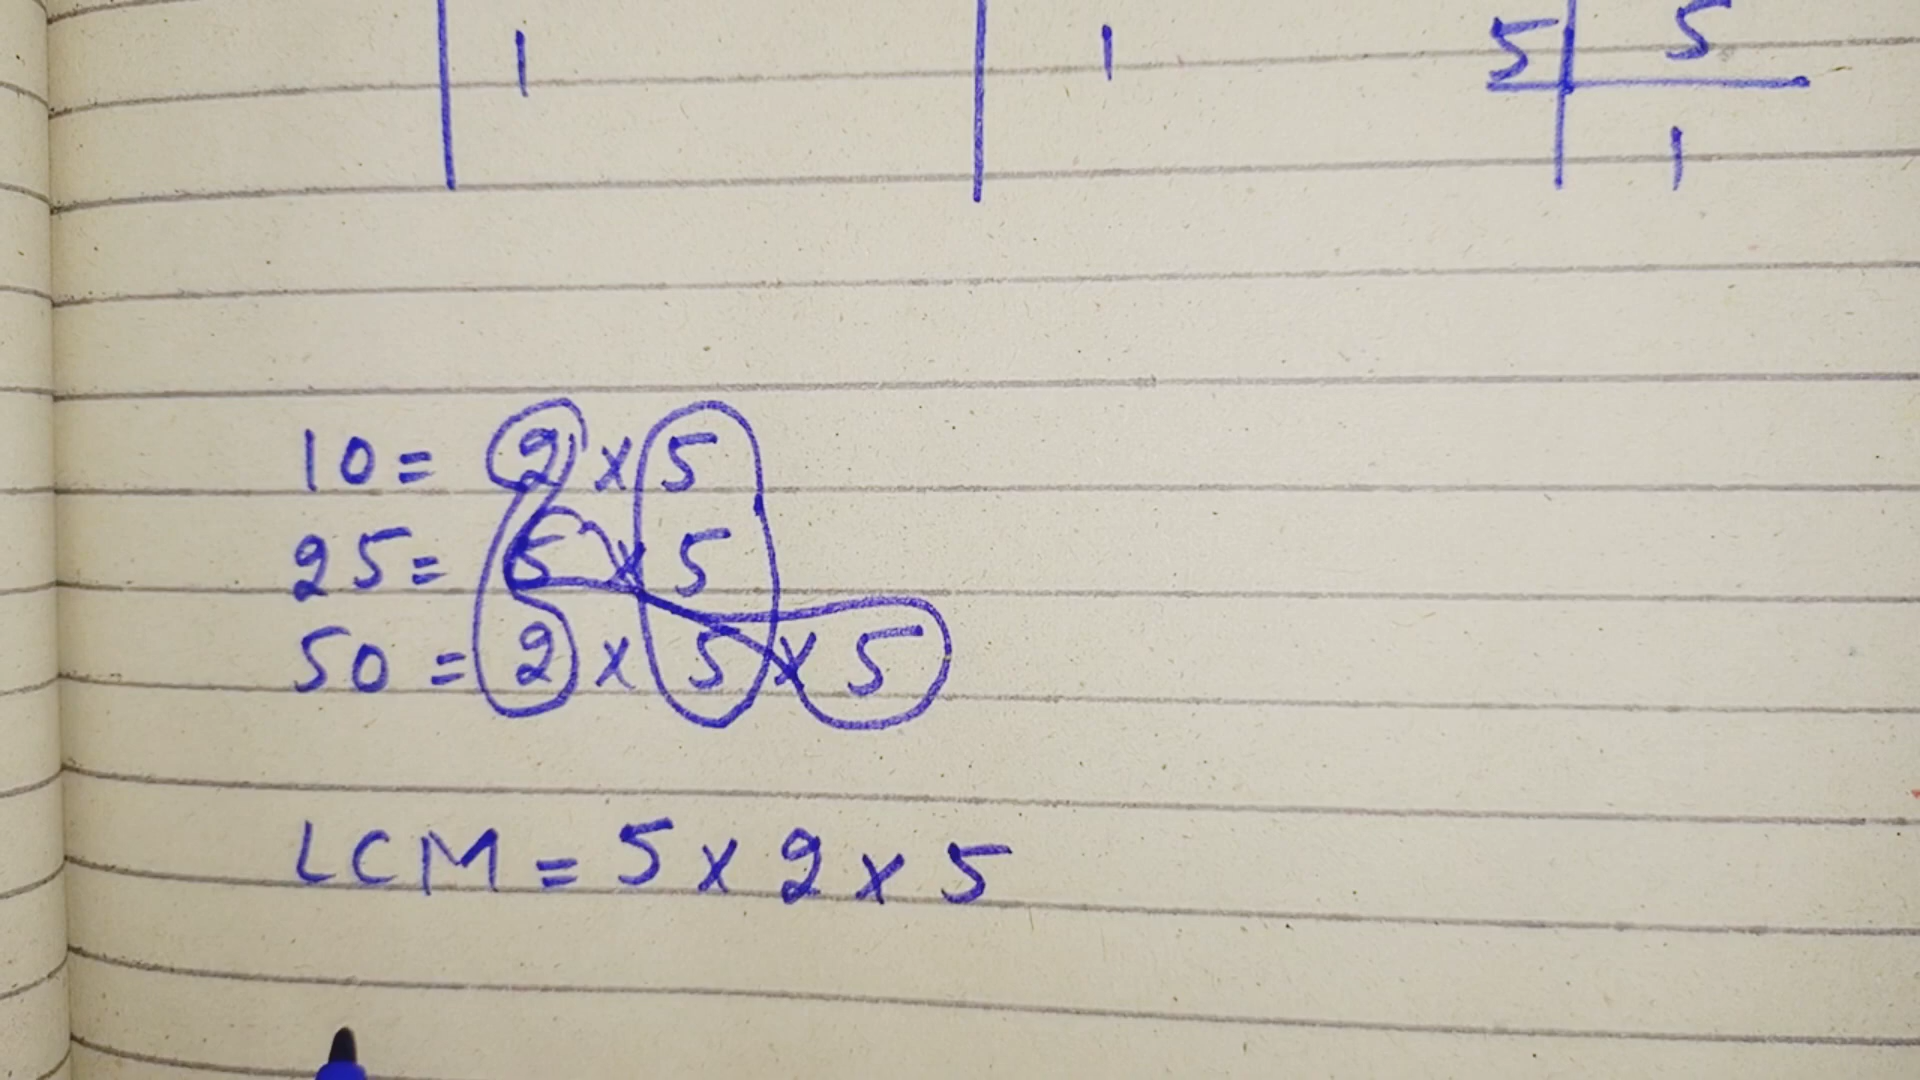 1 1 5 5
1
10 = 2 x 5
25 = 5 x 5
50 = 2 x 5 x 5
LCM = 5 x 2 x 5